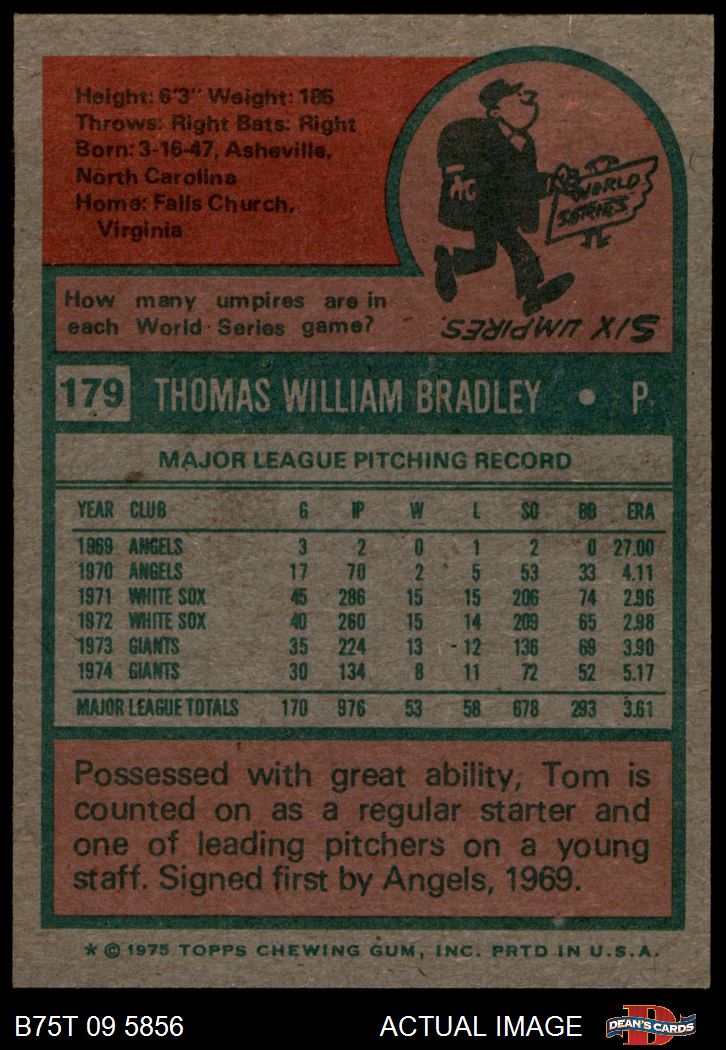 Height: 6'3" Weight: 185
Throws: Right Bats: Right
Born: 3-16-47, Asheville,
North Carolina
Home: Falls Church,
Virginia
WORLD
SERIES
How many umpires are in
each World Series game?
SIX UMPIRES.
179 THOMAS WILLIAM BRADLEY • P.
MAJOR LEAGUE PITCHING RECORD
YEAR CLUB G IP W L SO BB ERA
1969 ANGELS 3 2 0 1 2 0 27.00
1970 ANGELS 17 70 2 5 53 33 4.11
1971 WHITE SOX 45 286 15 15 206 74 2.96
1972 WHITE SOX 40 260 15 14 209 65 2.98
1973 GIANTS 35 224 13 12 136 69 3.90
1974 GIANTS 30 134 8 11 72 52 5.17
MAJOR LEAGUE TOTALS 170 976 53 58 678 293 3.61
Possessed with great ability, Tom is
counted on as a regular starter and
one of leading pitchers on a young
staff. Signed first by Angels, 1969.
* © 1975 TOPPS CHEWING GUM, INC. PRTD IN U.S.A.
B75T 09 5856 ACTUAL IMAGE DEAN'S CARDS